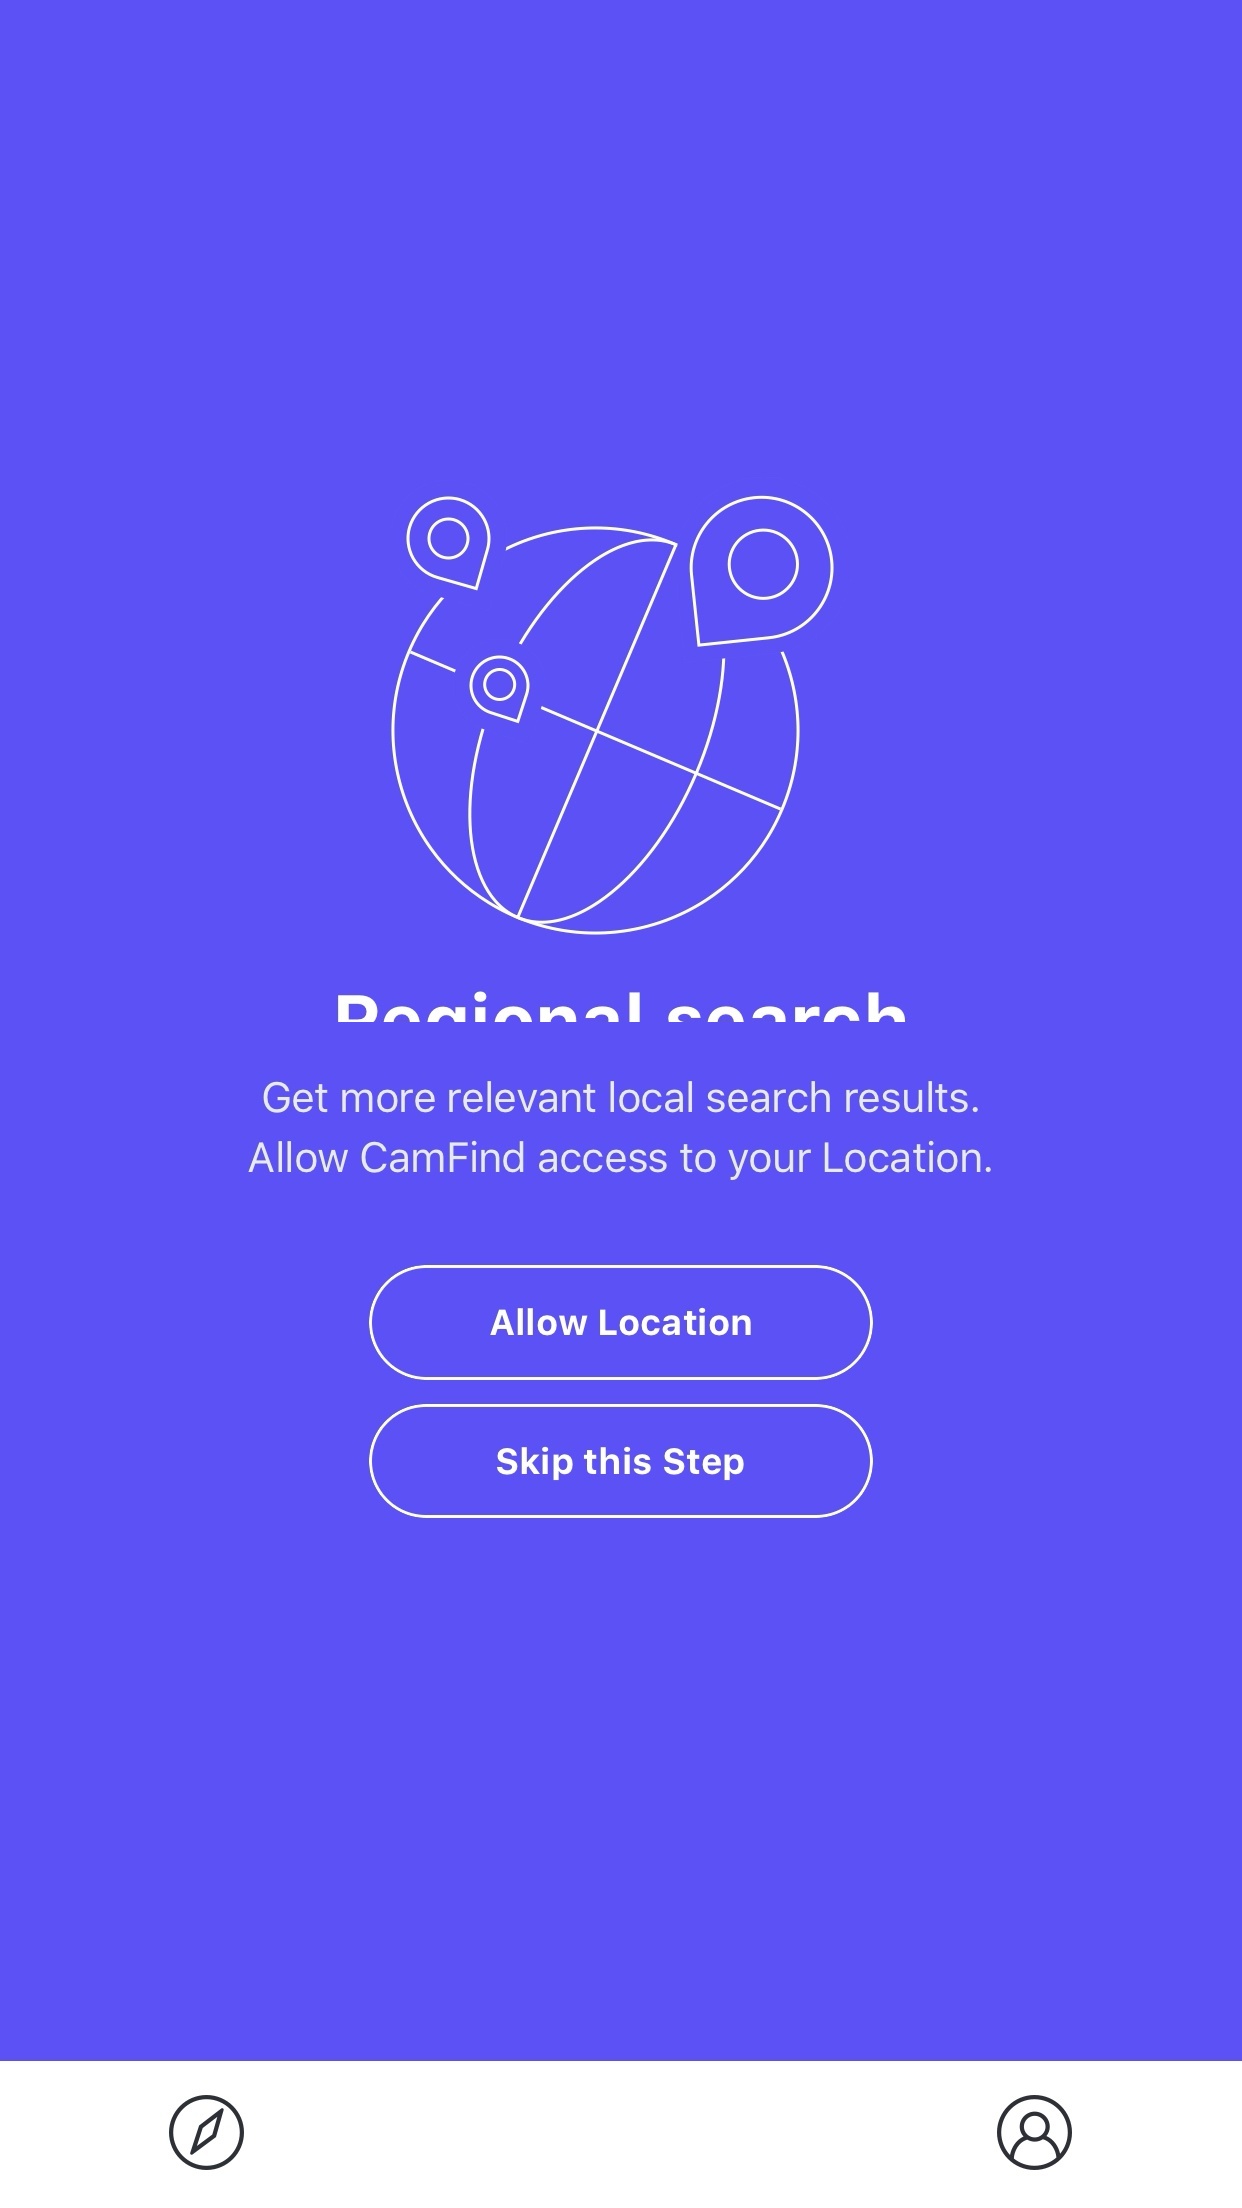 Regional search
Get more relevant local search results.
Allow CamFind access to your Location.
Allow Location
Skip this Step